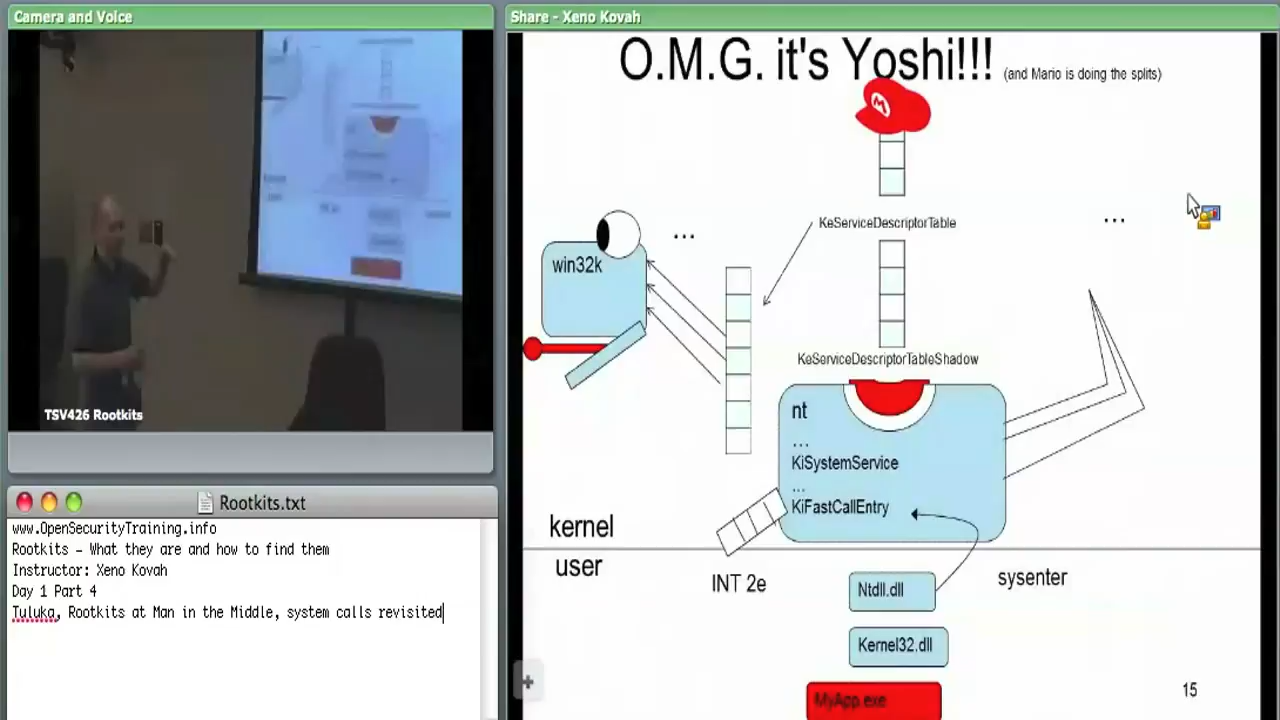 Camera and Voice
TSV426 Rootkits
Rootkits.txt
www.OpenSecurityTraining.info
Rootkits – What they are and how to find them
Instructor: Xeno Kovah
Day 1 Part 4
Tuluka, Rootkits at Man in the Middle, system calls revisited
Share - Xeno Kovah
O.M.G. it's Yoshi!!! (and Mario is doing the splits)
M
KeServiceDescriptorTable
...
...
win32k
KeServiceDescriptorTableShadow
nt
...
KiSystemService
...
KiFastCallEntry
kernel
user
INT 2e
Ntdll.dll
sysenter
Kernel32.dll
MyApp.exe
15